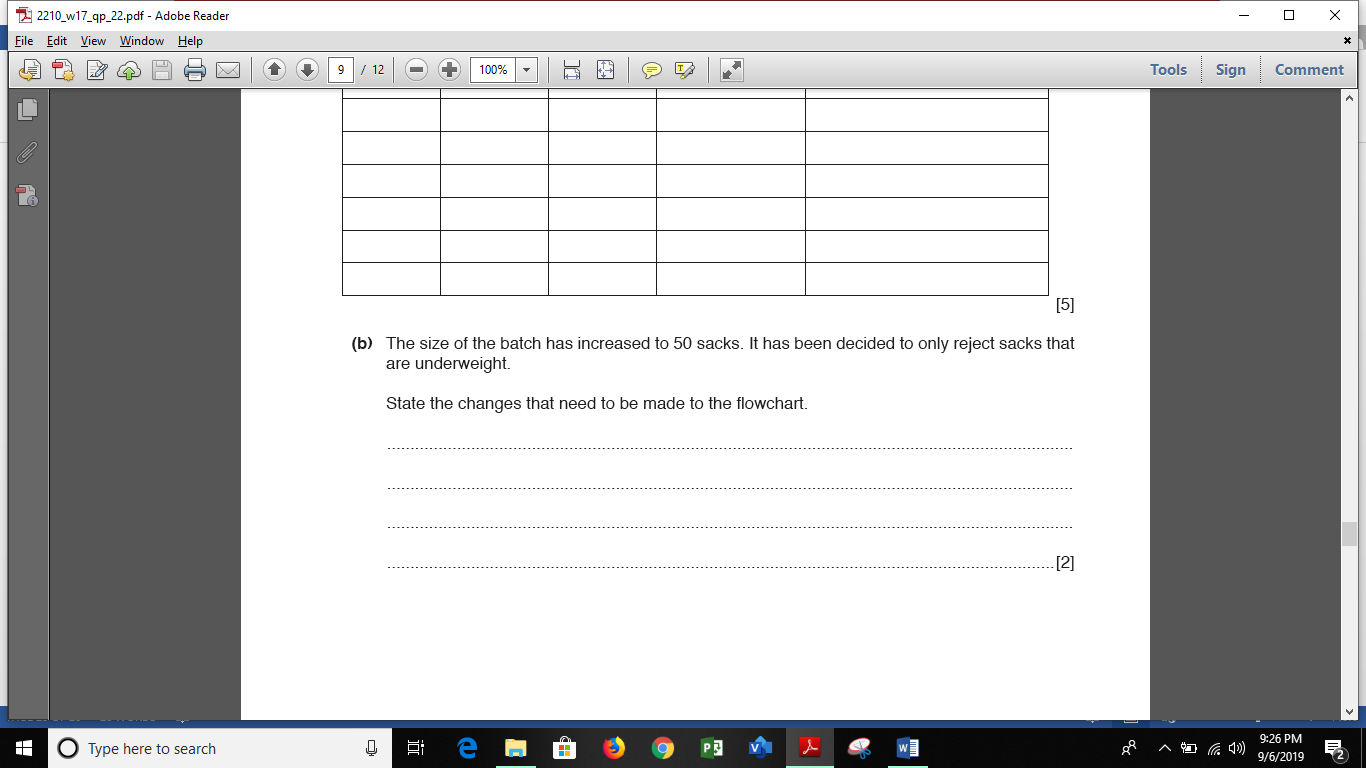 2210_w17_qp_22.pdf - Adobe Reader
File Edit View Window Help
9 / 12
100%
Tools Sign Comment
[5]
(b) The size of the batch has increased to 50 sacks. It has been decided to only reject sacks that
are underweight.
State the changes that need to be made to the flowchart.
[2]
Type here to search
9:26 PM
9/6/2019
2